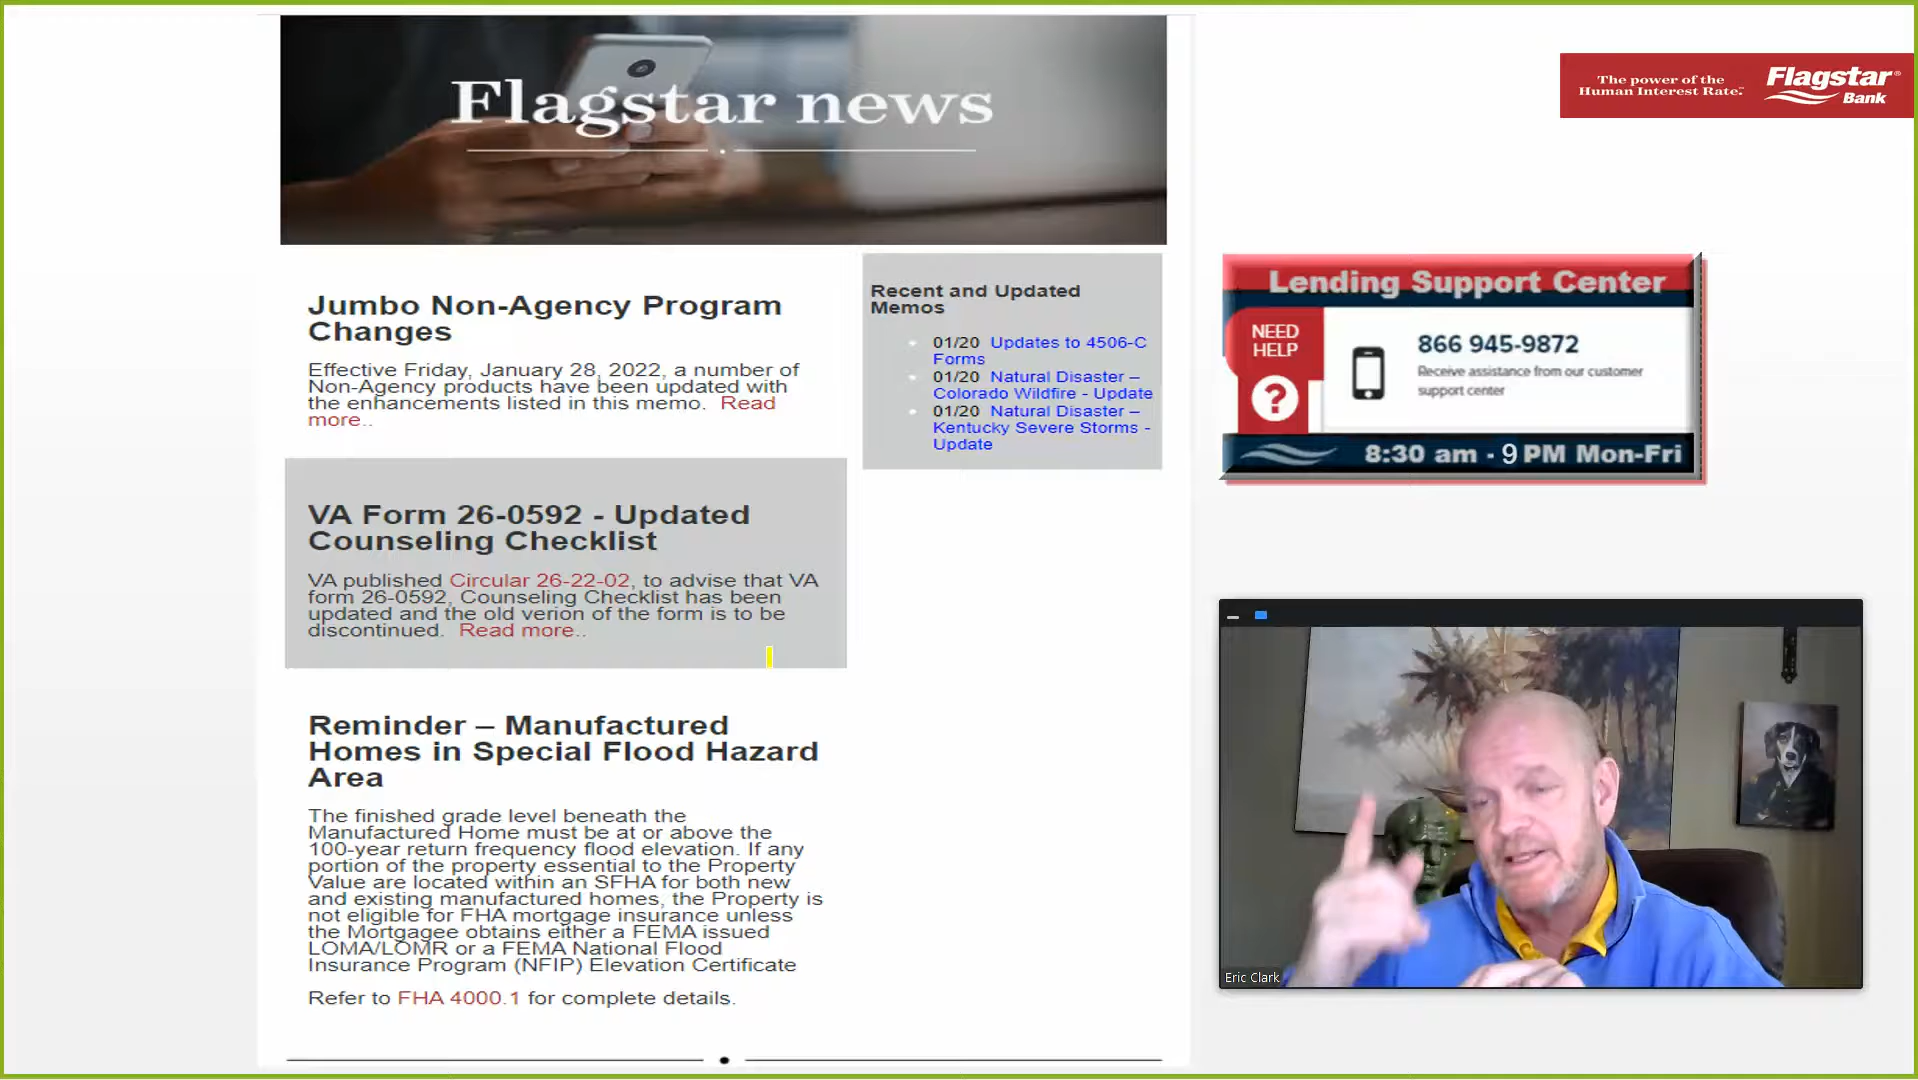 Flagstar news
The power of the
Human Interest Rate.
Flagstar®
Bank
Jumbo Non-Agency Program
Changes
Effective Friday, January 28, 2022, a number of
Non-Agency products have been updated with
the enhancements listed in this memo. Read
more..
Recent and Updated
Memos
01/20 Updates to 4506-C
Forms
01/20 Natural Disaster –
Colorado Wildfire - Update
01/20 Natural Disaster –
Kentucky Severe Storms -
Update
Lending Support Center
NEED
HELP
?
866 945-9872
Receive assistance from our customer
support center
8:30 am - 9 PM Mon-Fri
VA Form 26-0592 - Updated
Counseling Checklist
VA published Circular 26-22-02, to advise that VA
form 26-0592, Counseling Checklist has been
updated and the old verion of the form is to be
discontinued. Read more..
Reminder – Manufactured
Homes in Special Flood Hazard
Area
The finished grade level beneath the
Manufactured Home must be at or above the
100-year return frequency flood elevation. If any
portion of the property essential to the Property
Value are located within an SFHA for both new
and existing manufactured homes, the Property is
not eligible for FHA mortgage insurance unless
the Mortgagee obtains either a FEMA issued
LOMA/LOMR or a FEMA National Flood
Insurance Program (NFIP) Elevation Certificate
Refer to FHA 4000.1 for complete details.
Eric Clark